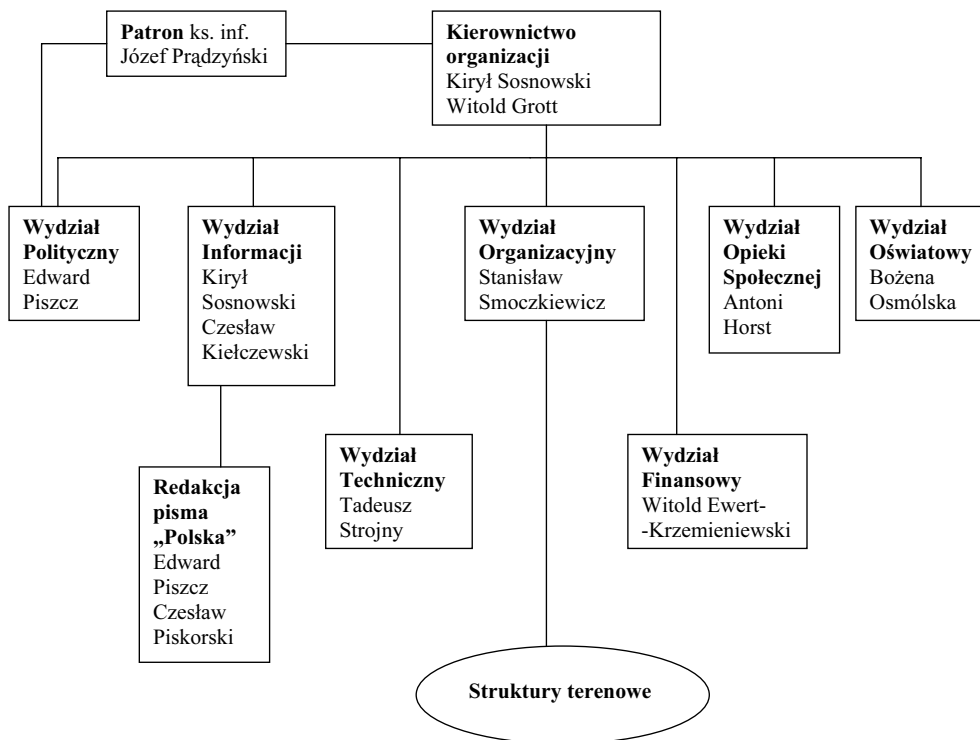 Patron ks. inf.
Józef Prądzyński
Kierownictwo
organizacji
Kirył Sosnowski
Witold Grott
Wydział
Polityczny
Edward
Piszcz
Wydział
Informacji
Kirył
Sosnowski
Czesław
Kiełczewski
Wydział
Organizacyjny
Stanisław
Smoczkiewicz
Wydział
Opieki
Społecznej
Antoni
Horst
Wydział
Oświatowy
Bożena
Osmólska
Redakcja
pisma
„Polska”
Edward
Piszcz
Czesław
Piskorski
Wydział
Techniczny
Tadeusz
Strojny
Wydział
Finansowy
Witold Ewert-
-Krzemieniewski
Struktury terenowe